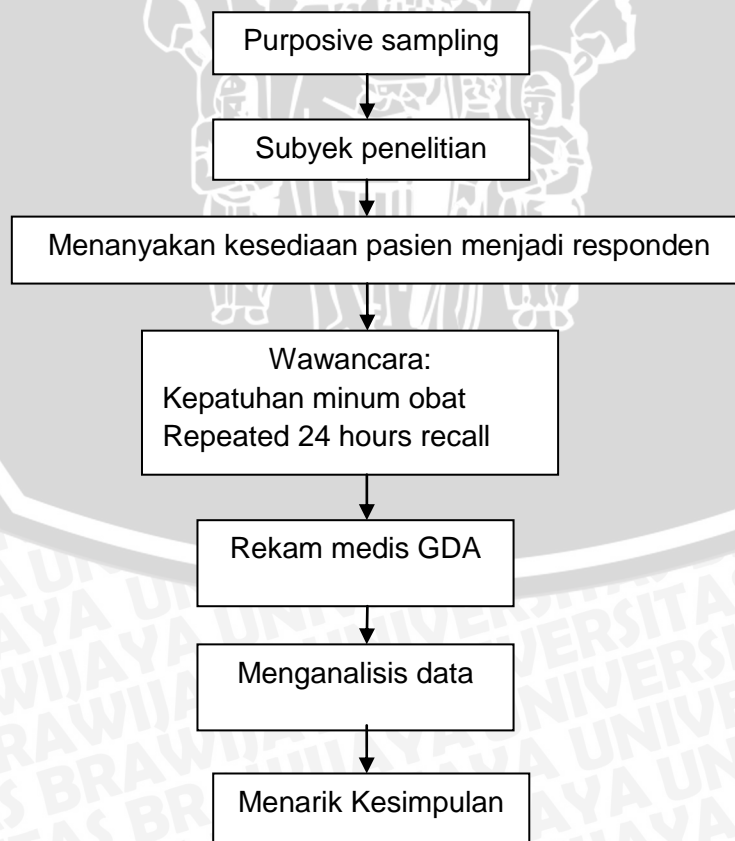 Purposive sampling
Subyek penelitian
Menanyakan kesediaan pasien menjadi responden
Wawancara:
Kepatuhan minum obat
Repeated 24 hours recall
Rekam medis GDA
Menganalisis data
Menarik Kesimpulan